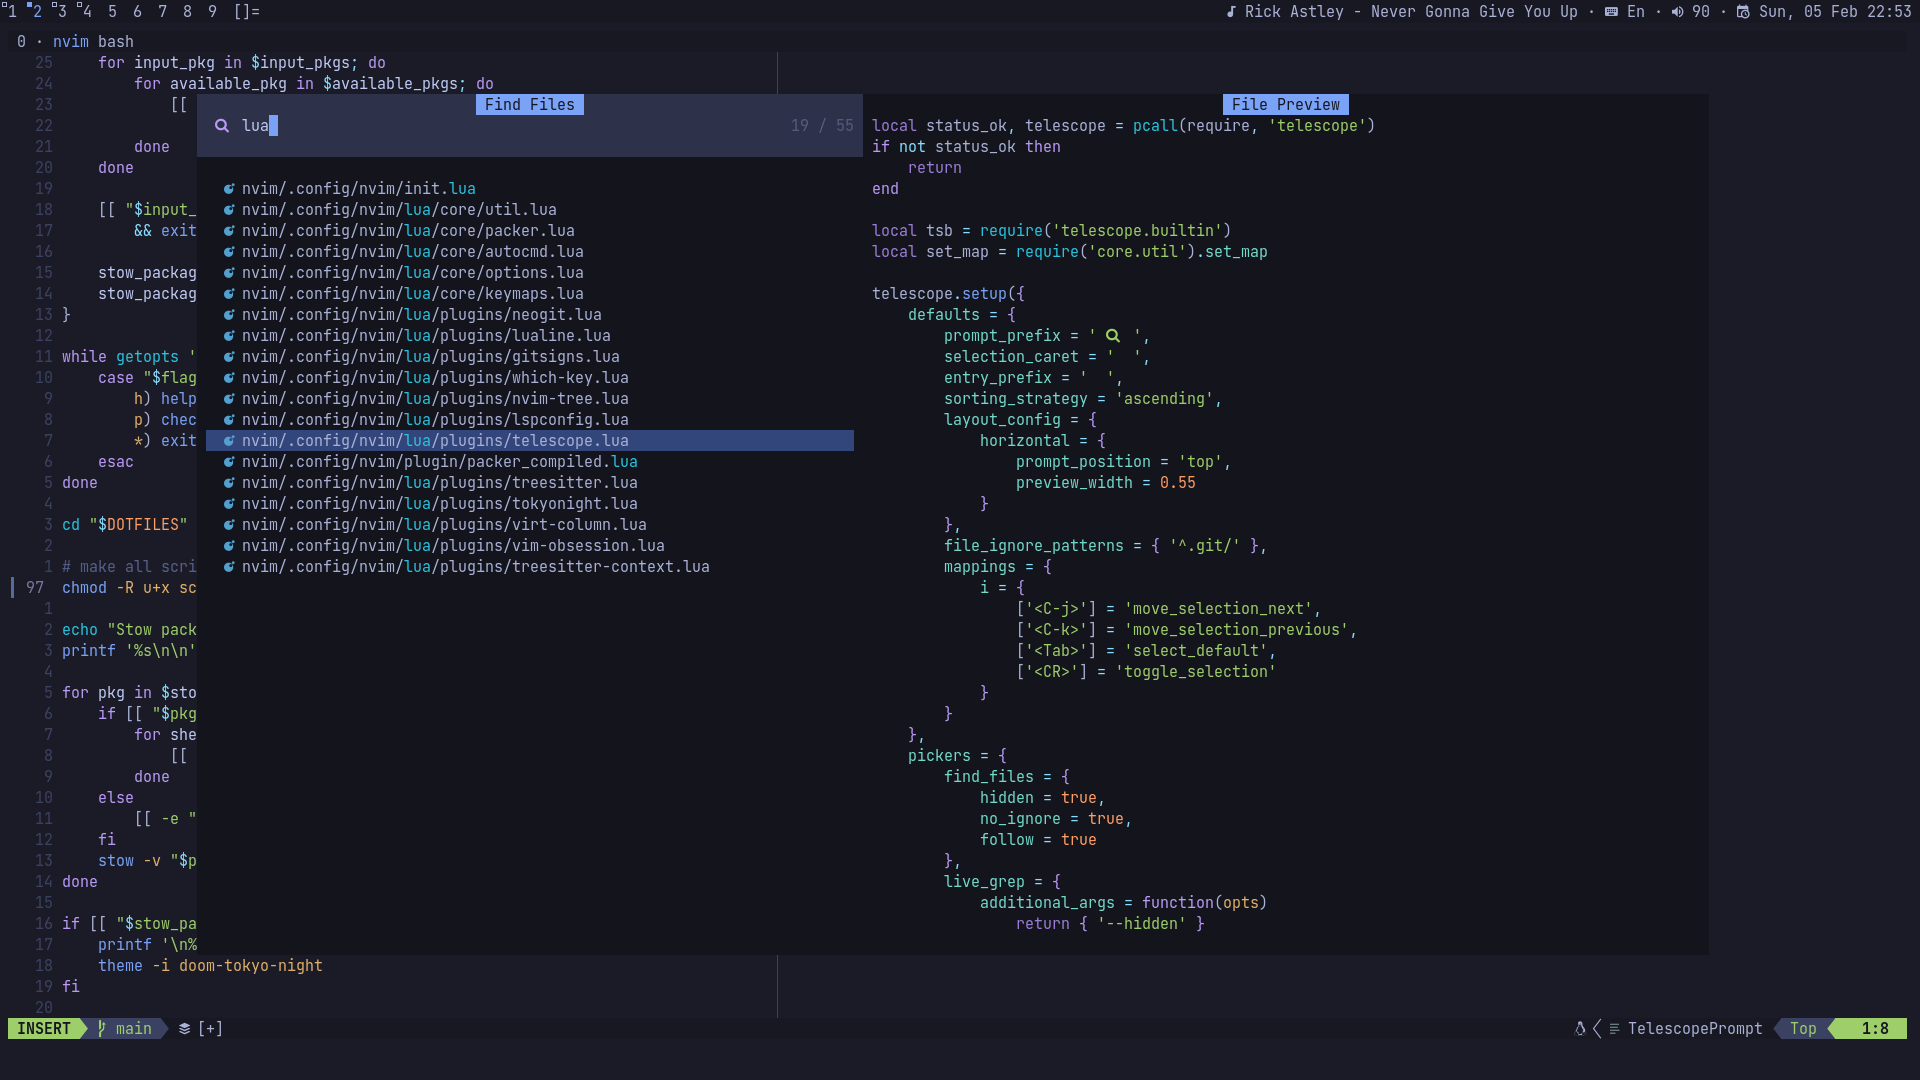 1 2 3 4 5 6 7 8 9 []= Rick Astley - Never Gonna Give You Up · En · 90 · Sun, 05 Feb 22:53
0 · nvim bash
25 for input_pkg in $input_pkgs; do
24 for available_pkg in $available_pkgs; do
23 [[
22
21 done
20 done
19
18 [[ "$input_
17 && exit
16
15 stow_packag
14 stow_packag
13 }
12
11 while getopts '
10 case "$flag
9 h) help
8 p) chec
7 *) exit
6 esac
5 done
4
3 cd "$DOTFILES"
2
1 # make all scri
97 chmod -R u+x sc
1
2 echo "Stow pack
3 printf '%s\n\n'
4
5 for pkg in $sto
6 if [[ "$pkg
7 for she
8 [[
9 done
10 else
11 [[ -e "
12 fi
13 stow -v "$p
14 done
15
16 if [[ "$stow_pa
17 printf '\n%
18 theme -i doom-tokyo-night
19 fi
20
Find Files
lua 19 / 55
nvim/.config/nvim/init.lua
nvim/.config/nvim/lua/core/util.lua
nvim/.config/nvim/lua/core/packer.lua
nvim/.config/nvim/lua/core/autocmd.lua
nvim/.config/nvim/lua/core/options.lua
nvim/.config/nvim/lua/core/keymaps.lua
nvim/.config/nvim/lua/plugins/neogit.lua
nvim/.config/nvim/lua/plugins/lualine.lua
nvim/.config/nvim/lua/plugins/gitsigns.lua
nvim/.config/nvim/lua/plugins/which-key.lua
nvim/.config/nvim/lua/plugins/nvim-tree.lua
nvim/.config/nvim/lua/plugins/lspconfig.lua
nvim/.config/nvim/lua/plugins/telescope.lua
nvim/.config/nvim/plugin/packer_compiled.lua
nvim/.config/nvim/lua/plugins/treesitter.lua
nvim/.config/nvim/lua/plugins/tokyonight.lua
nvim/.config/nvim/lua/plugins/virt-column.lua
nvim/.config/nvim/lua/plugins/vim-obsession.lua
nvim/.config/nvim/lua/plugins/treesitter-context.lua
File Preview
local status_ok, telescope = pcall(require, 'telescope')
if not status_ok then
return
end
local tsb = require('telescope.builtin')
local set_map = require('core.util').set_map
telescope.setup({
defaults = {
prompt_prefix = '   ',
selection_caret = '  ',
entry_prefix = '  ',
sorting_strategy = 'ascending',
layout_config = {
horizontal = {
prompt_position = 'top',
preview_width = 0.55
}
},
file_ignore_patterns = { '^.git/' },
mappings = {
i = {
['<C-j>'] = 'move_selection_next',
['<C-k>'] = 'move_selection_previous',
['<Tab>'] = 'select_default',
['<CR>'] = 'toggle_selection'
}
}
},
pickers = {
find_files = {
hidden = true,
no_ignore = true,
follow = true
},
live_grep = {
additional_args = function(opts)
return { '--hidden' }
INSERT main [+] TelescopePrompt Top 1:8